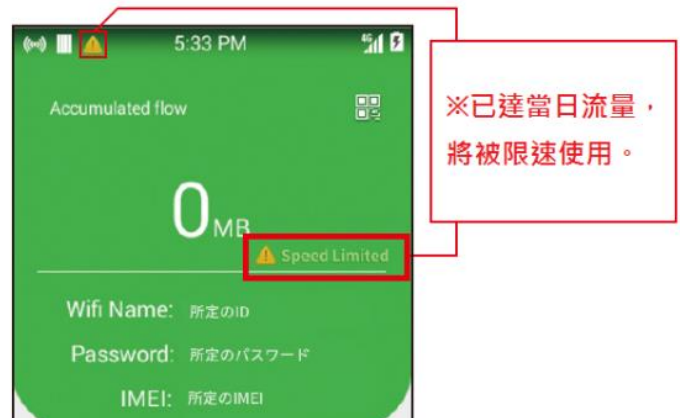 5:33 PM
4G
Accumulated flow
0MB
Speed Limited
Wifi Name: 所定のID
Password: 所定のパスワード
IMEI: 所定のIMEI
※已達當日流量，
將被限速使用。